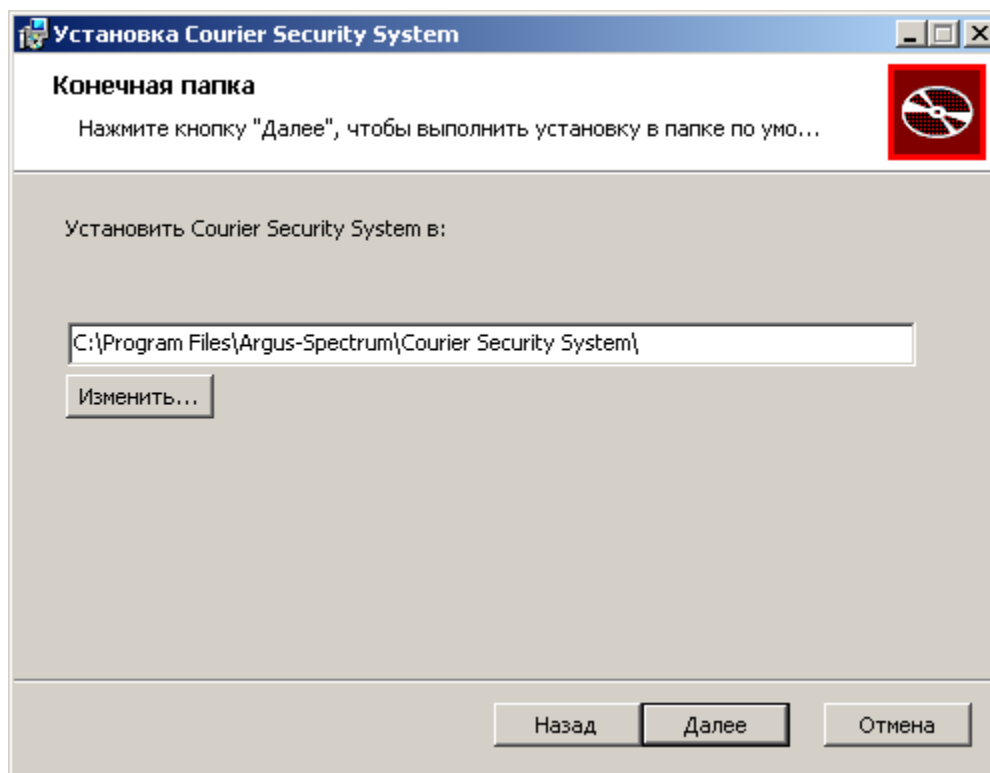 Установка Courier Security System
Конечная папка
Нажмите кнопку "Далее", чтобы выполнить установку в папке по умо...
Установить Courier Security System в:
C:\Program Files\Argus-Spectrum\Courier Security System\
Изменить...
Назад Далее Отмена